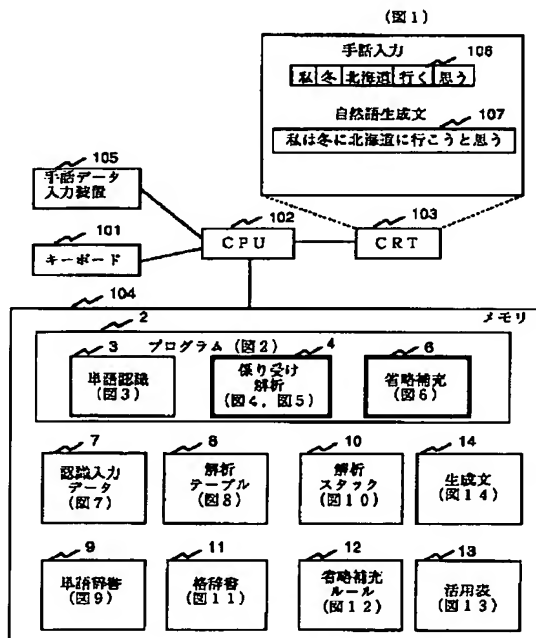 (図1)
手話入力
106
私 冬 北海道 行く 思う
自然語生成文
107
私は冬に北海道に行こうと思う
105
手話データ
入力装置
101
キーボード
102
CPU
103
CRT
104
メモリ
2
プログラム(図2)
3
単語認識
(図3)
4
係り受け
解析
(図4,図5)
6
省略補充
(図6)
7
認識入力
データ
(図7)
8
解析
テーブル
(図8)
10
解析
スタック
(図10)
14
生成文
(図14)
9
単語辞書
(図9)
11
格辞書
(図11)
12
省略補充
ルール
(図12)
13
活用表
(図13)